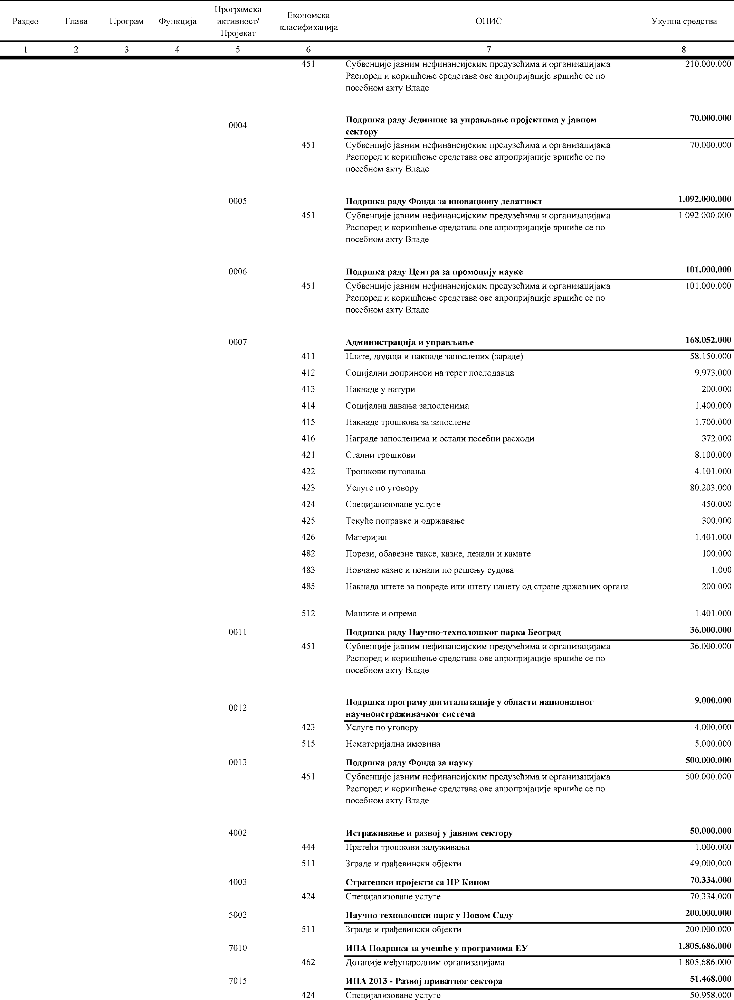 Раздео Глава Програм Функција Програмска активност/ Пројекат Економска класификација ОПИС Укупна средства
1 2 3 4 5 6 7 8
451 Субвенције јавним нефинансијским предузећима и организацијама 210.000.000
Распоред и коришћење средстава ове апропријације вршиће се по
посебном акту Владе
0004 Подршка раду Јединице за управљање пројектима у јавном 70.000.000
сектору
451 Субвенције јавним нефинансијским предузећима и организацијама 70.000.000
Распоред и коришћење средстава ове апропријације вршиће се по
посебном акту Владе
0005 Подршка раду Фонда за иновациону делатност 1.092.000.000
451 Субвенције јавним нефинансијским предузећима и организацијама 1.092.000.000
Распоред и коришћење средстава ове апропријације вршиће се по
посебном акту Владе
0006 Подршка раду Центра за промоцију науке 101.000.000
451 Субвенције јавним нефинансијским предузећима и организацијама 101.000.000
Распоред и коришћење средстава ове апропријације вршиће се по
посебном акту Владе
0007 Администрација и управљање 168.052.000
411 Плате, додаци и накнаде запослених (зараде) 58.150.000
412 Социјални доприноси на терет послодавца 9.973.000
413 Накнаде у натури 200.000
414 Социјална давања запосленима 1.400.000
415 Накнаде трошкова за запослене 1.700.000
416 Награде запосленима и остали посебни расходи 372.000
421 Стални трошкови 8.100.000
422 Трошкови путовања 4.101.000
423 Услуге по уговору 80.203.000
424 Специјализоване услуге 450.000
425 Текуће поправке и одржавање 300.000
426 Материјал 1.401.000
482 Порези, обавезне таксе, казне, пенали и камате 100.000
483 Новчане казне и пенали по решењу судова 1.000
485 Накнада штете за повреде или штету нанету од стране државних органа 200.000
512 Машине и опрема 1.401.000
0011 Подршка раду Научно-технолошког парка Београд 36.000.000
451 Субвенције јавним нефинансијским предузећима и организацијама 36.000.000
Распоред и коришћење средстава ове апропријације вршиће се по
посебном акту Владе
0012 Подршка програму дигитализације у области националног 9.000.000
научноистраживачког система
423 Услуге по уговору 4.000.000
515 Нематеријална имовина 5.000.000
0013 Подршка раду Фонда за науку 500.000.000
451 Субвенције јавним нефинансијским предузећима и организацијама 500.000.000
Распоред и коришћење средстава ове апропријације вршиће се по
посебном акту Владе
4002 Истраживање и развој у јавном сектору 50.000.000
444 Пратећи трошкови задуживања 1.000.000
511 Зграде и грађевински објекти 49.000.000
4003 Стратешки пројекти са НР Кином 70.334.000
424 Специјализоване услуге 70.334.000
5002 Научно технолошки парк у Новом Саду 200.000.000
511 Зграде и грађевински објекти 200.000.000
7010 ИПА Подршка за учешће у програмима ЕУ 1.805.686.000
462 Дотације међународним организацијама 1.805.686.000
7015 ИПА 2013 - Развој приватног сектора 51.468.000
424 Специјализоване услуге 50.958.000